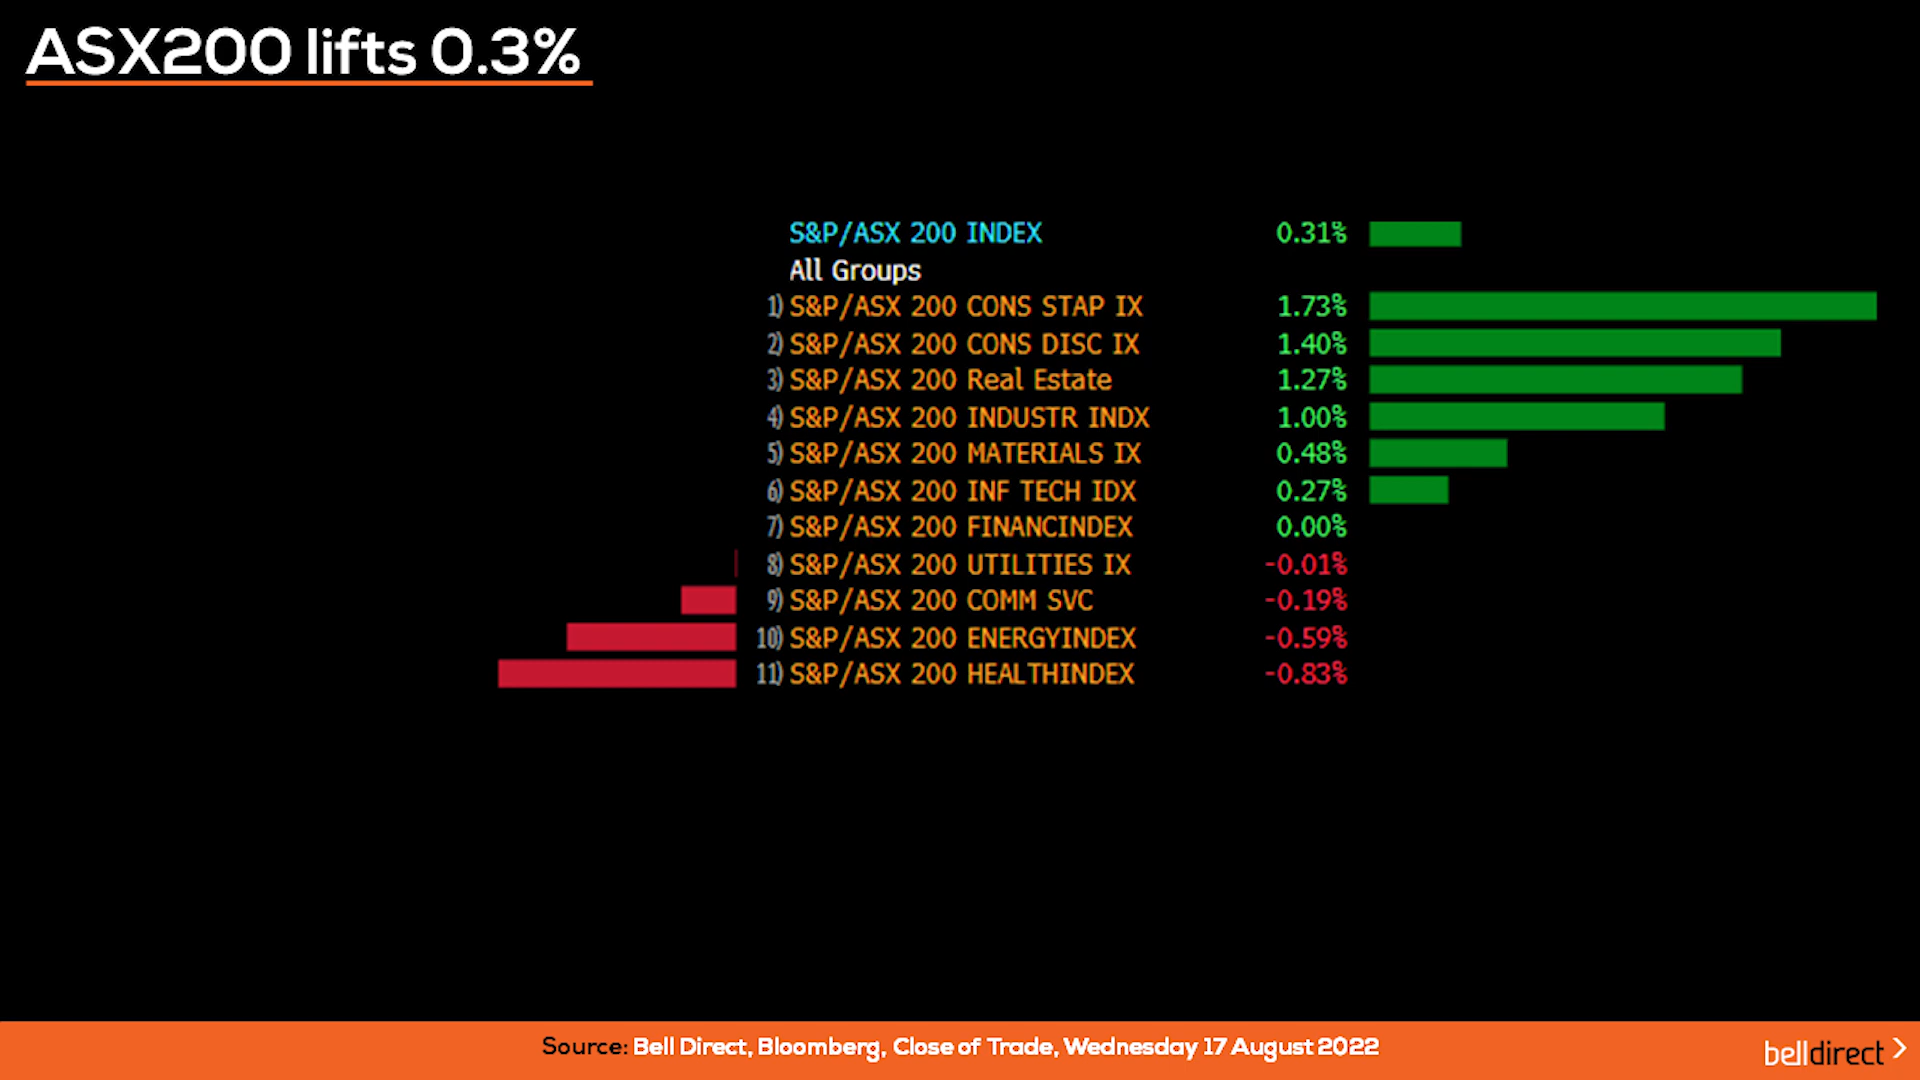 ASX200 lifts 0.3%
S&P/ASX 200 INDEX 0.31%
All Groups
1) S&P/ASX 200 CONS STAP IX 1.73%
2) S&P/ASX 200 CONS DISC IX 1.40%
3) S&P/ASX 200 Real Estate 1.27%
4) S&P/ASX 200 INDUSTR INDX 1.00%
5) S&P/ASX 200 MATERIALS IX 0.48%
6) S&P/ASX 200 INF TECH IDX 0.27%
7) S&P/ASX 200 FINANCINDEX 0.00%
8) S&P/ASX 200 UTILITIES IX -0.01%
9) S&P/ASX 200 COMM SVC -0.19%
10) S&P/ASX 200 ENERGYINDEX -0.59%
11) S&P/ASX 200 HEALTHINDEX -0.83%
Source: Bell Direct, Bloomberg, Close of Trade, Wednesday 17 August 2022
belldirect